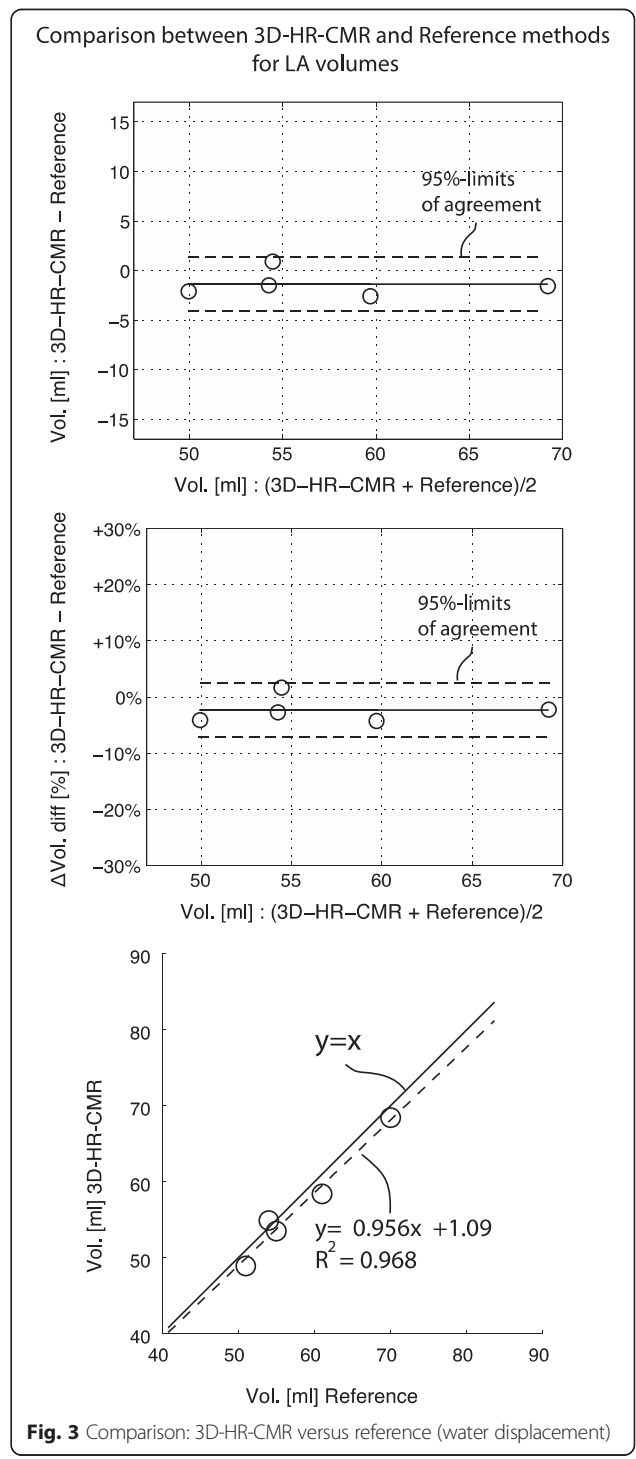 Comparison between 3D-HR-CMR and Reference methods
for LA volumes
Vol. [ml] : 3D–HR–CMR – Reference
15
10
5
0
−5
−10
−15
95%-limits
of agreement
50 55 60 65 70
Vol. [ml] : (3D–HR–CMR + Reference)/2
ΔVol. diff [%] : 3D–HR–CMR – Reference
+30%
+20%
+10%
0%
−10%
−20%
−30%
95%-limits
of agreement
50 55 60 65 70
Vol. [ml] : (3D–HR–CMR + Reference)/2
Vol. [ml] 3D-HR-CMR
90
80
70
60
50
40
y=x
y= 0.956x +1.09
R² = 0.968
40 50 60 70 80 90
Vol. [ml] Reference
Fig. 3 Comparison: 3D-HR-CMR versus reference (water displacement)